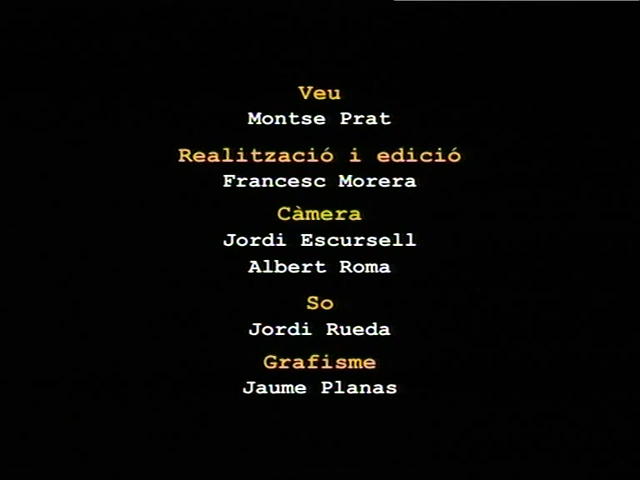 Veu
Montse Prat
Realització i edició
Francesc Morera
Càmera
Jordi Escursell
Albert Roma
So
Jordi Rueda
Grafisme
Jaume Planas